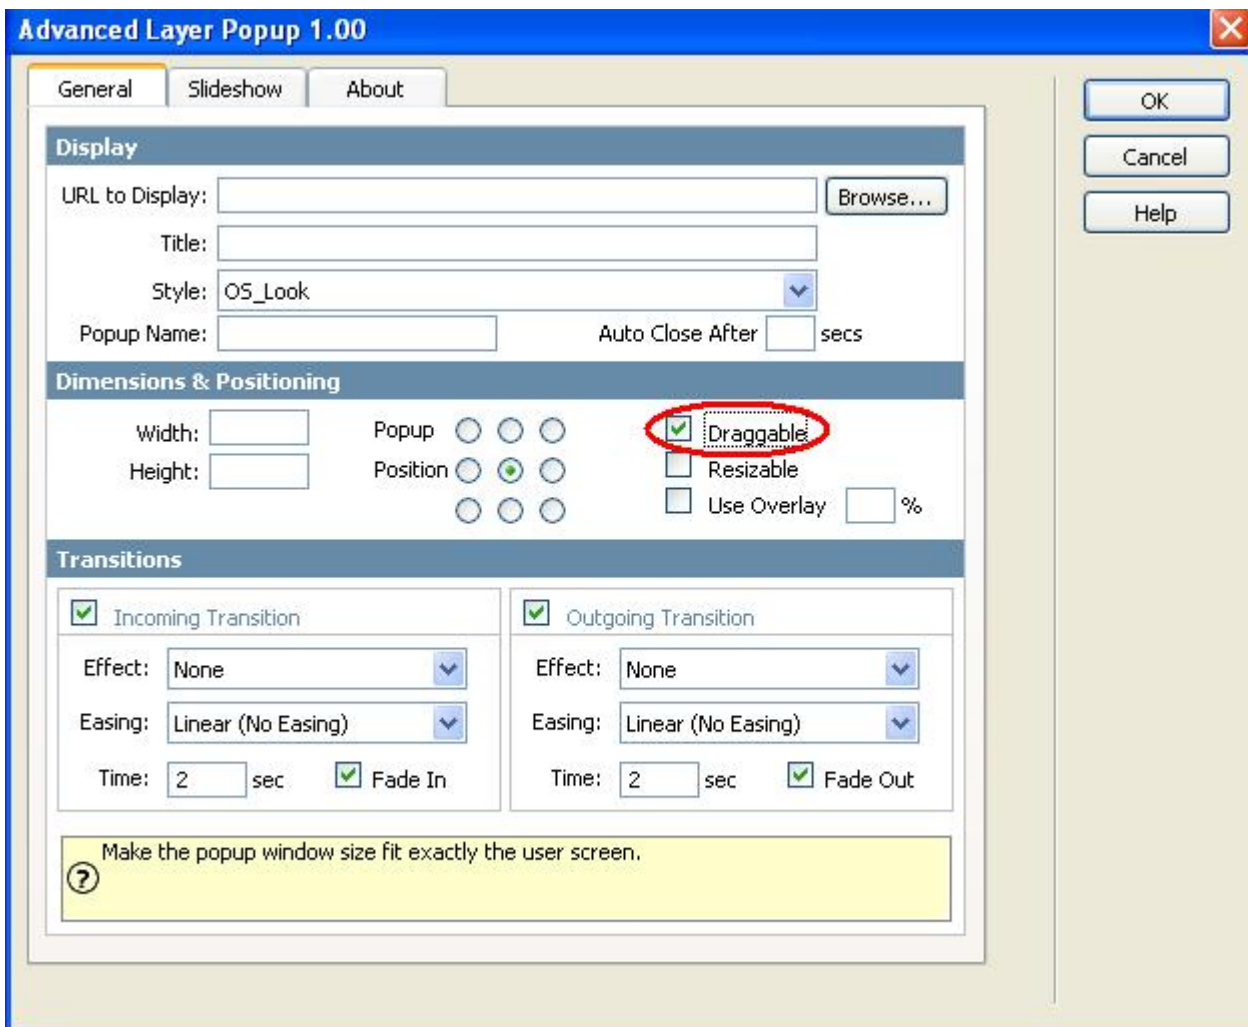 Advanced Layer Popup 1.00
General Slideshow About
OK
Cancel
Help
Display
URL to Display: Browse...
Title:
Style: OS_Look
Popup Name: Auto Close After secs
Dimensions & Positioning
Width: Popup Draggable
Height: Position Resizable
Use Overlay %
Transitions
Incoming Transition Outgoing Transition
Effect: None Effect: None
Easing: Linear (No Easing) Easing: Linear (No Easing)
Time: 2 sec Fade In Time: 2 sec Fade Out
Make the popup window size fit exactly the user screen.
?